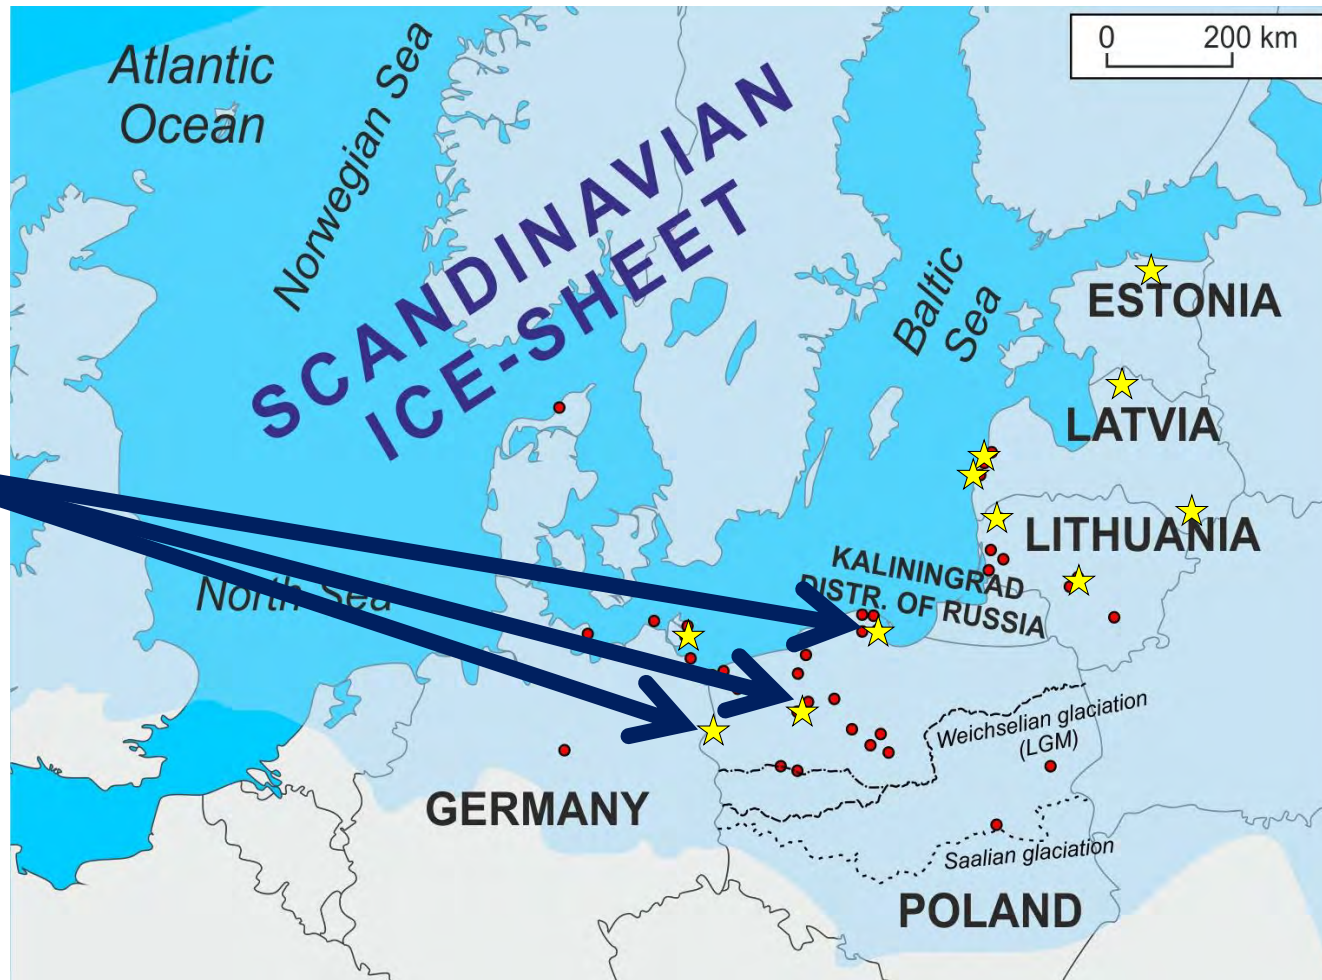 0 200 km
Atlantic
Ocean
Norwegian Sea
SCANDINAVIAN
ICE-SHEET
Baltic
Sea
ESTONIA
LATVIA
LITHUANIA
KALININGRAD
DISTR. OF RUSSIA
North Sea
Weichselian glaciation
(LGM)
GERMANY
Saalian glaciation
POLAND